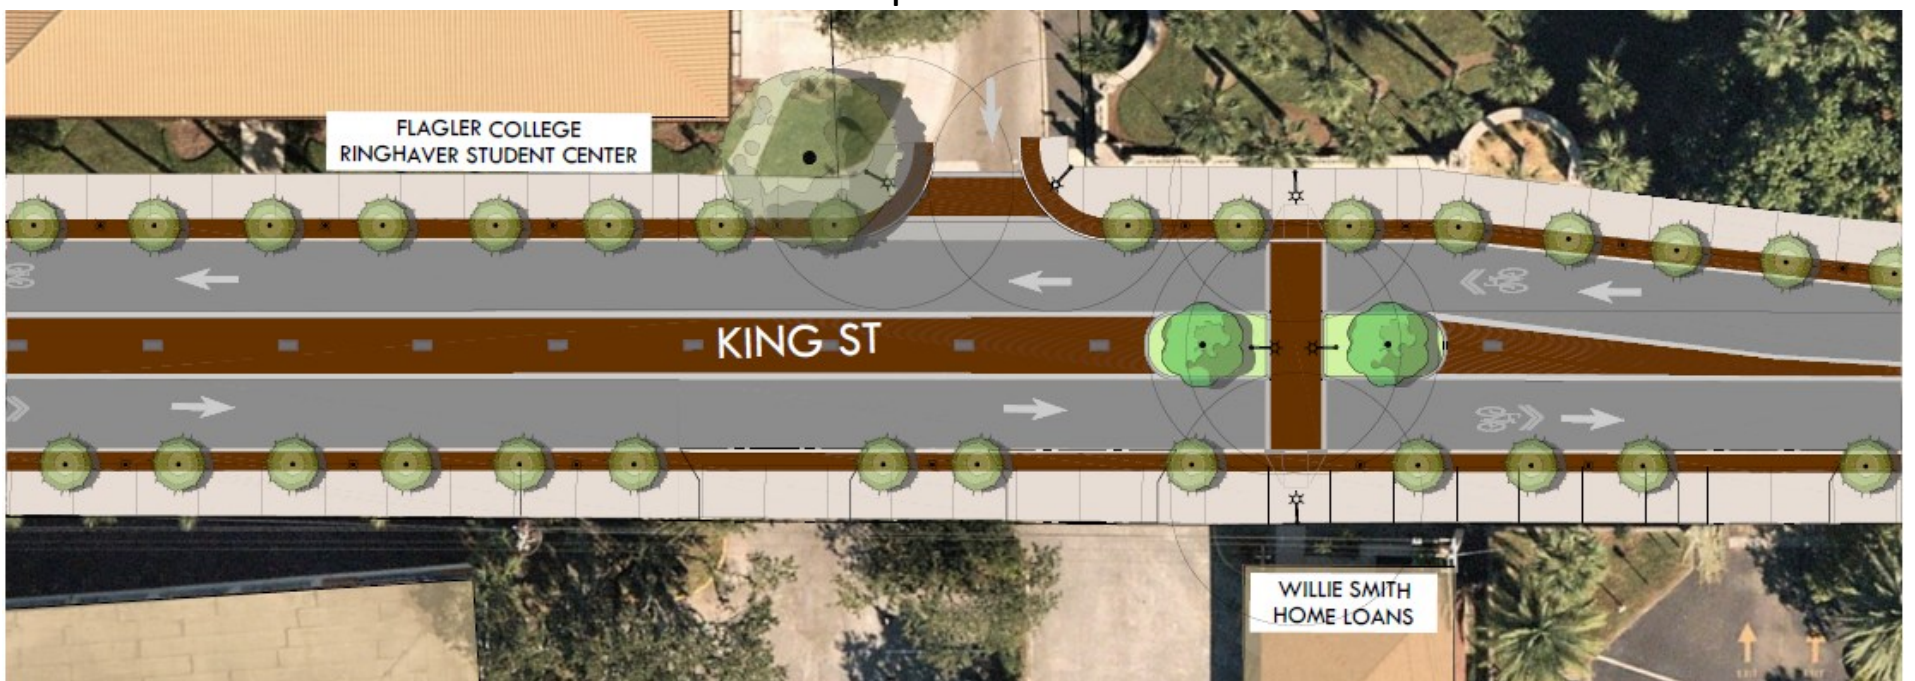 FLAGLER COLLEGE
RINGHAVER STUDENT CENTER
KING ST
WILLIE SMITH
HOME LOANS